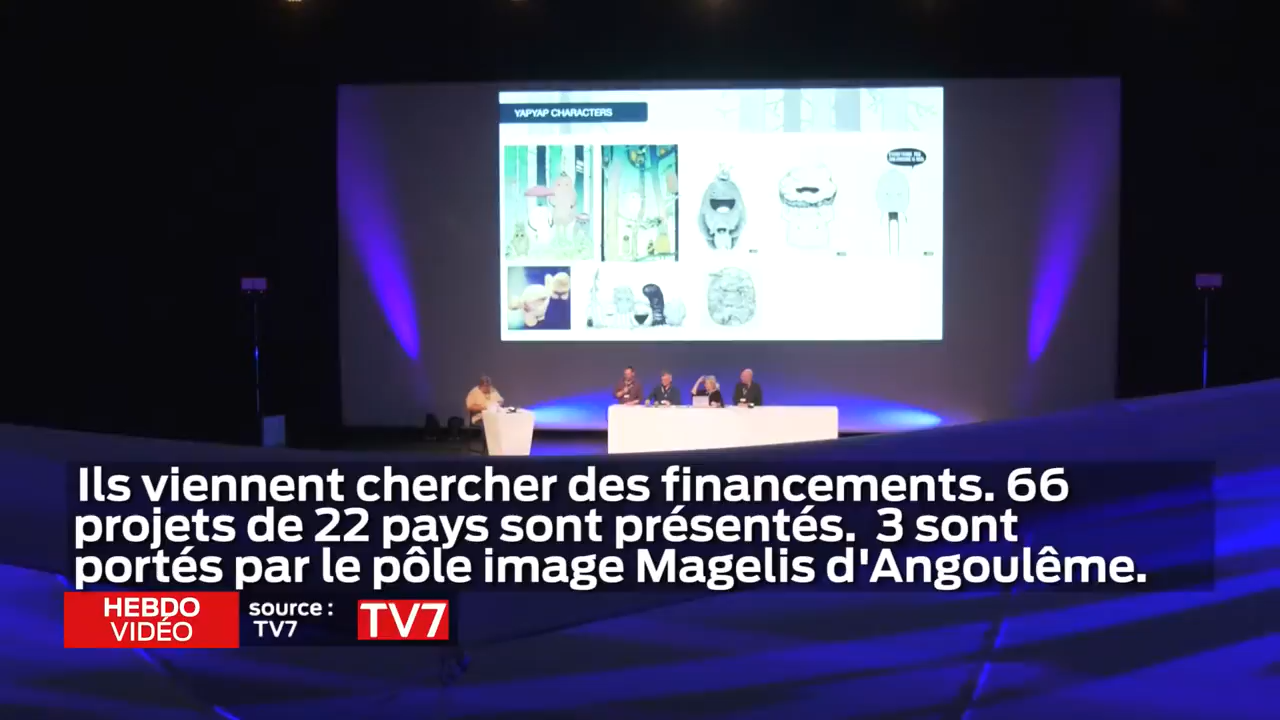 YAPYAP CHARACTERS
Ils viennent chercher des financements. 66
projets de 22 pays sont présentés. 3 sont
portés par le pôle image Magelis d'Angoulême.
HEBDO
VIDÉO
source :
TV7
TV7